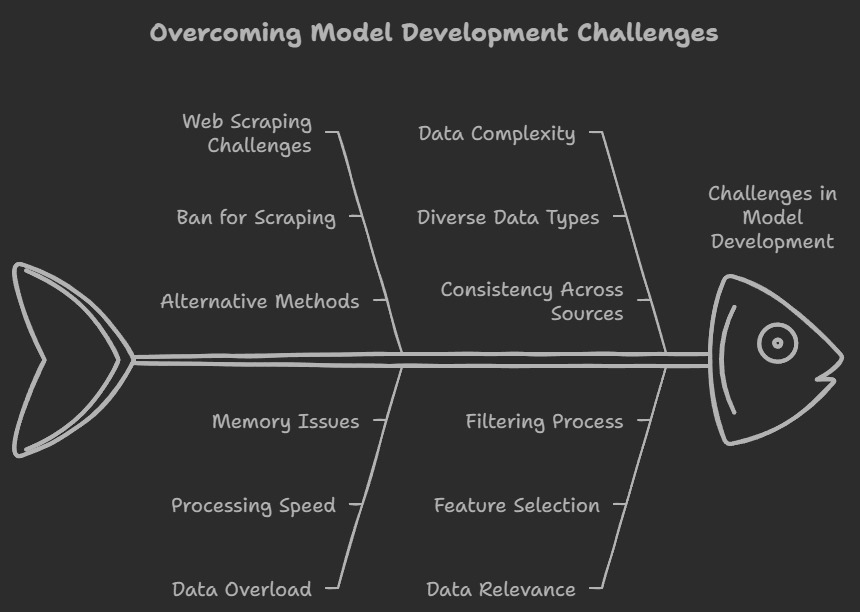 Overcoming Model Development Challenges
Web Scraping
Challenges
Ban for Scraping
Alternative Methods
Data Complexity
Diverse Data Types
Consistency Across
Sources
Challenges in
Model
Development
Memory Issues
Processing Speed
Data Overload
Filtering Process
Feature Selection
Data Relevance